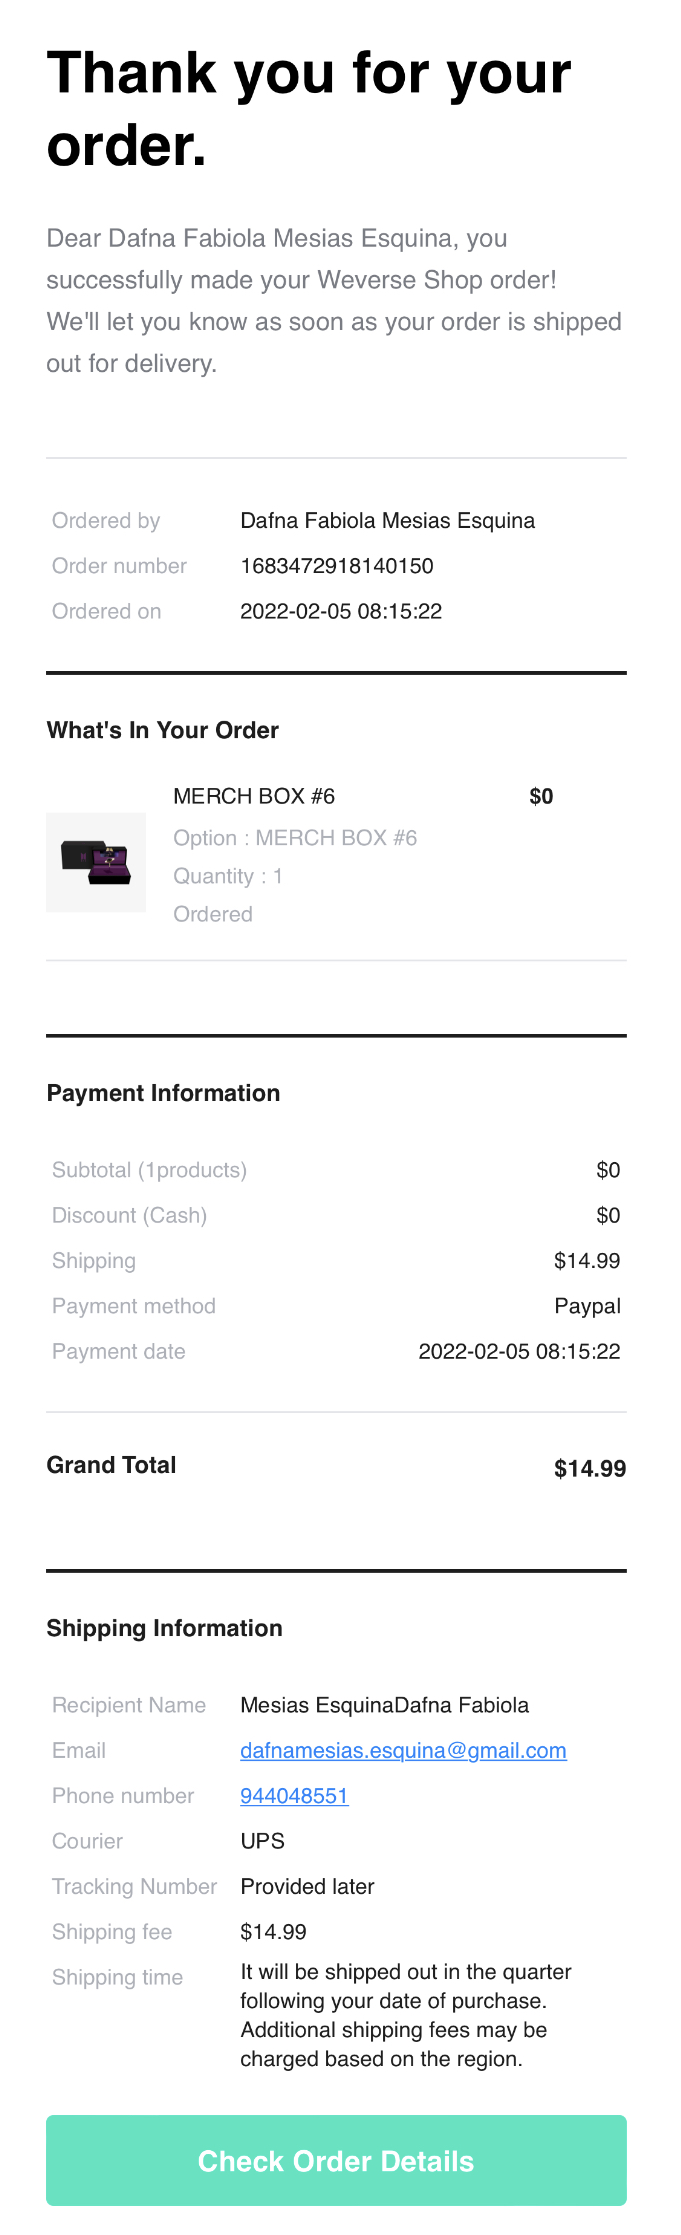 Thank you for your
order.
Dear Dafna Fabiola Mesias Esquina, you
successfully made your Weverse Shop order!
We'll let you know as soon as your order is shipped
out for delivery.
Ordered by Dafna Fabiola Mesias Esquina
Order number 1683472918140150
Ordered on 2022-02-05 08:15:22
What's In Your Order
MERCH BOX #6 $0
Option : MERCH BOX #6
Quantity : 1
Ordered
Payment Information
Subtotal (1products) $0
Discount (Cash) $0
Shipping $14.99
Payment method Paypal
Payment date 2022-02-05 08:15:22
Grand Total $14.99
Shipping Information
Recipient Name Mesias EsquinaDafna Fabiola
Email dafnamesias.esquina@gmail.com
Phone number 944048551
Courier UPS
Tracking Number Provided later
Shipping fee $14.99
Shipping time It will be shipped out in the quarter
following your date of purchase.
Additional shipping fees may be
charged based on the region.
Check Order Details